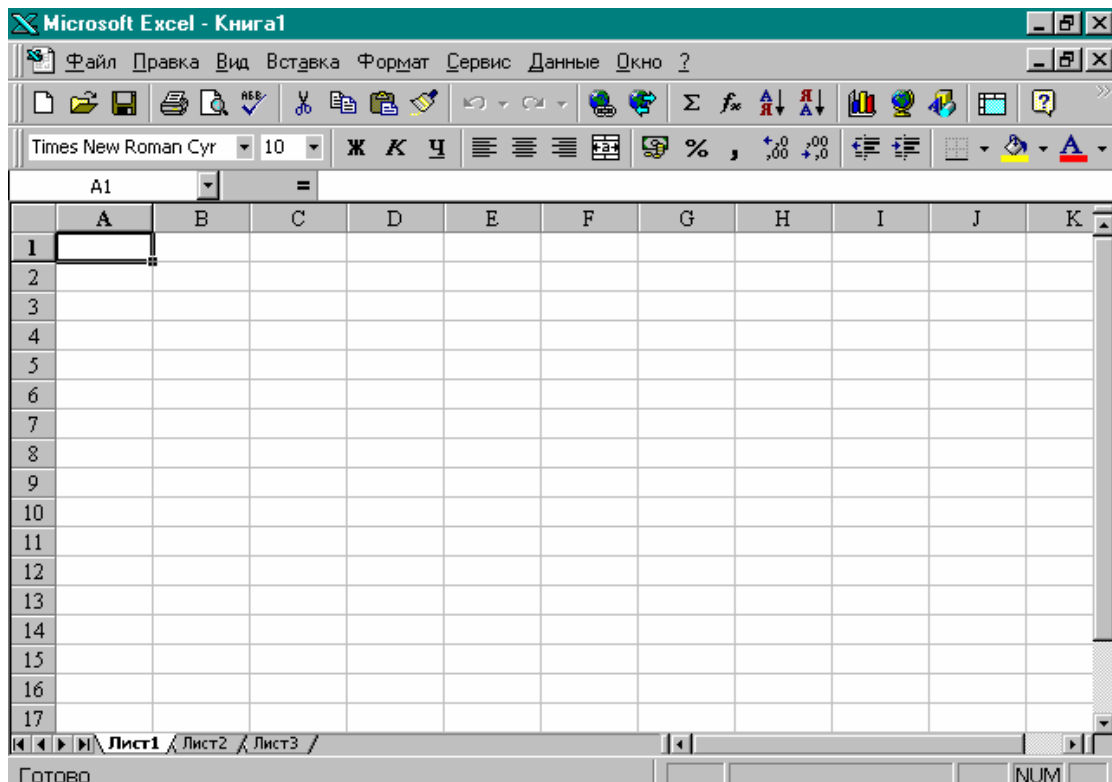 Microsoft Excel - Книга1
Файл Правка Вид Вставка Формат Сервис Данные Окно ?
Times New Roman Cyr 10 Ж К Ч % ,
A1 =
A B C D E F G H I J K
1
2
3
4
5
6
7
8
9
10
11
12
13
14
15
16
17
Лист1 Лист2 Лист3
Готово NUM